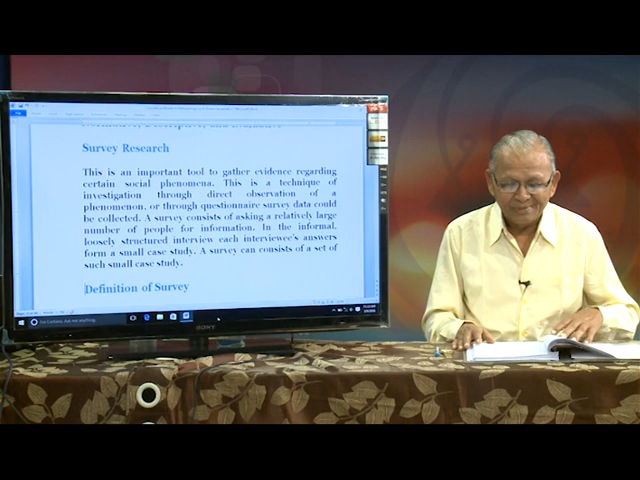 Survey Research
This is an important tool to gather evidence regarding
certain social phenomena. This is a technique of
investigation through direct observation of a
phenomenon, or through questionnaire survey data could
be collected. A survey consists of asking a relatively large
number of people for information. In the informal,
loosely structured interview each interviewee's answers
form a small case study. A survey can consists of a set of
such small case study.
Definition of Survey
SONY